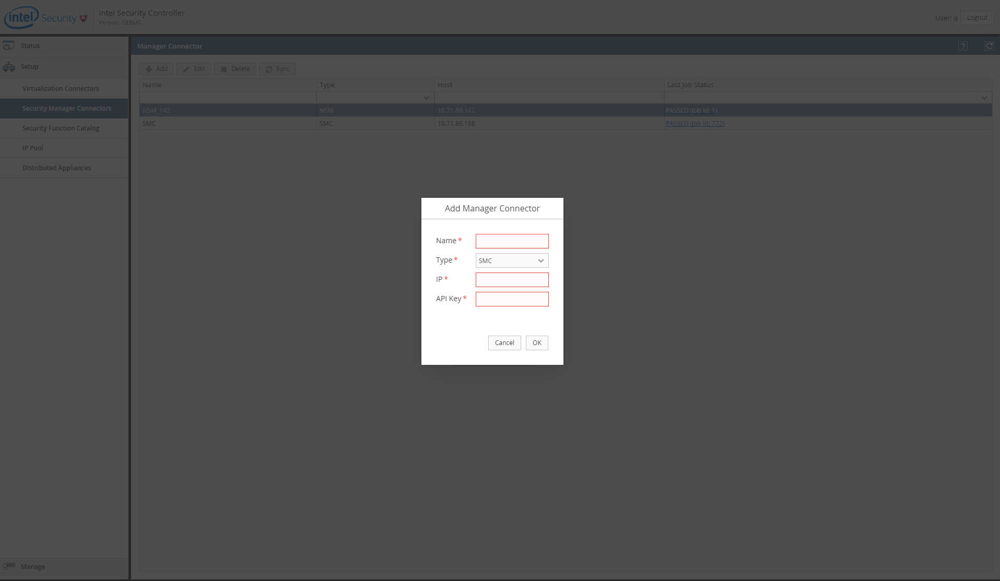 intel Security
Intel Security Controller
Version: DEBUG
User: q
Logout
Status
Setup
Virtualization Connectors
Security Manager Connectors
Security Function Catalog
IP Pool
Distributed Appliances
Manage
Manager Connector
?
Add Edit Delete Sync
Name Type Host Last Job Status
NSM_142 NSM 10.71.86.142 PASSED (Job Id: 1)
SMC SMC 10.71.86.188 PASSED (Job Id: 772)
Add Manager Connector
Name *
Type * SMC
IP *
API Key *
Cancel OK